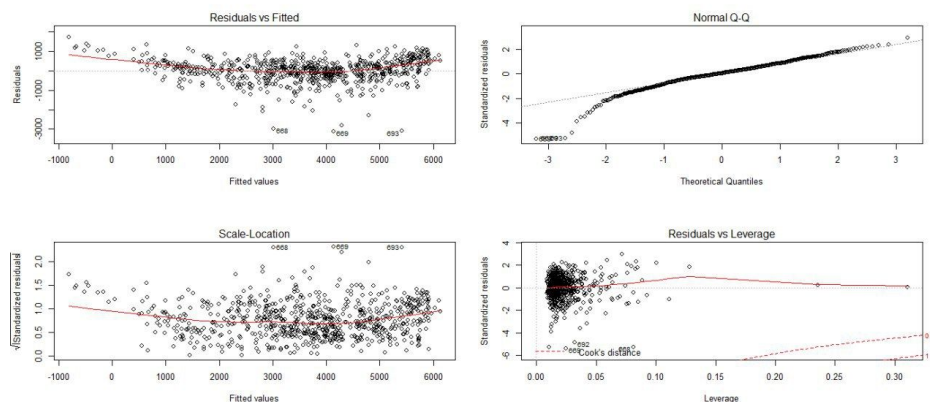 Residuals vs Fitted
Residuals
1000
-1000
-3000
668
669
693
-1000 0 1000 2000 3000 4000 5000 6000
Fitted values
Normal Q-Q
Standardized residuals
2
0
-2
-4
-3 -2 -1 0 1 2 3
Theoretical Quantiles
Scale-Location
√|Standardized residuals|
2.0
1.5
1.0
0.5
0.0
668
669
693
-1000 0 1000 2000 3000 4000 5000 6000
Fitted values
Residuals vs Leverage
Standardized residuals
4
2
0
-2
-4
-6
692
Cook's distance
1
0.00 0.05 0.10 0.15 0.20 0.25 0.30
Leverage